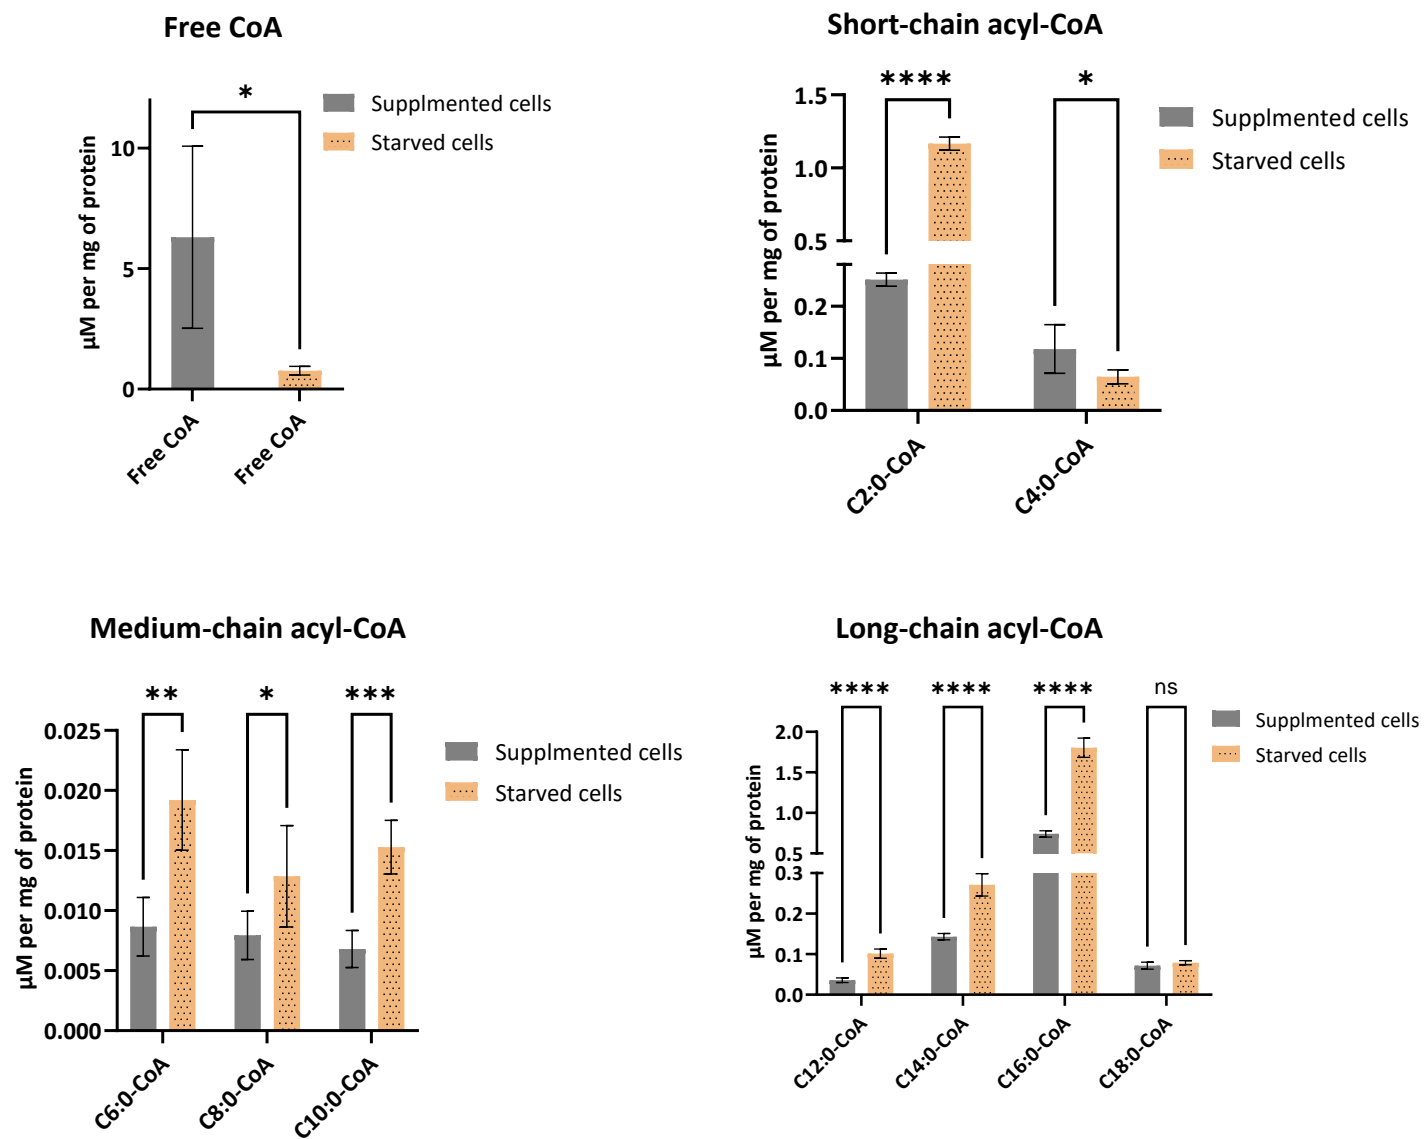 Free CoA
*
Supplmented cells
Starved cells
µM per mg of protein
10
5
0
Free CoA
Free CoA
Short-chain acyl-CoA
****
*
Supplmented cells
Starved cells
µM per mg of protein
1.5
1.0
0.5
0.2
0.1
0.0
C2:0-CoA
C4:0-CoA
Medium-chain acyl-CoA
**
*
***
Supplmented cells
Starved cells
µM per mg of protein
0.025
0.020
0.015
0.010
0.005
0.000
C6:0-CoA
C8:0-CoA
C10:0-CoA
Long-chain acyl-CoA
****
****
****
ns
Supplmented cells
Starved cells
µM per mg of protein
2.0
1.5
1.0
0.5
0.3
0.2
0.1
0.0
C12:0-CoA
C14:0-CoA
C16:0-CoA
C18:0-CoA